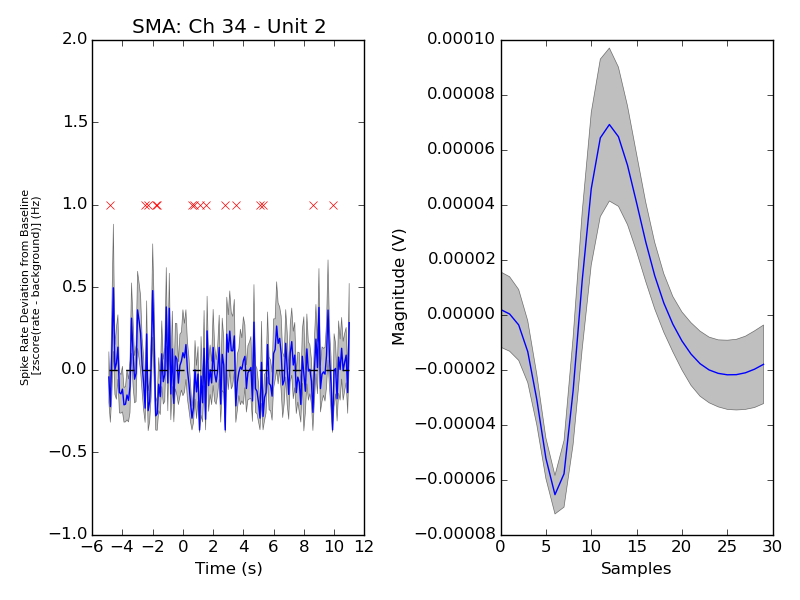 SMA: Ch 34 - Unit 2
2.0
1.5
1.0
0.5
0.0
−0.5
−1.0
−6 −4 −2 0 2 4 6 8 10 12
Time (s)
Spike Rate Deviation from Baseline
[zscore(rate - background)] (Hz)
0.00010
0.00008
0.00006
0.00004
0.00002
0.00000
−0.00002
−0.00004
−0.00006
−0.00008
0 5 10 15 20 25 30
Samples
Magnitude (V)